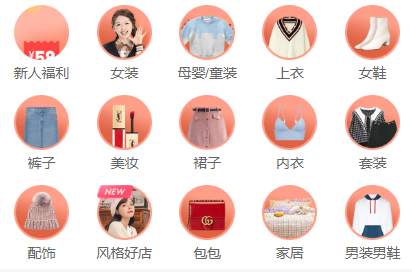 ¥58
新人福利 女装 母婴/童装 上衣 女鞋
裤子 美妆 裙子 内衣 套装
NEW
配饰 风格好店 包包 家居 男装男鞋